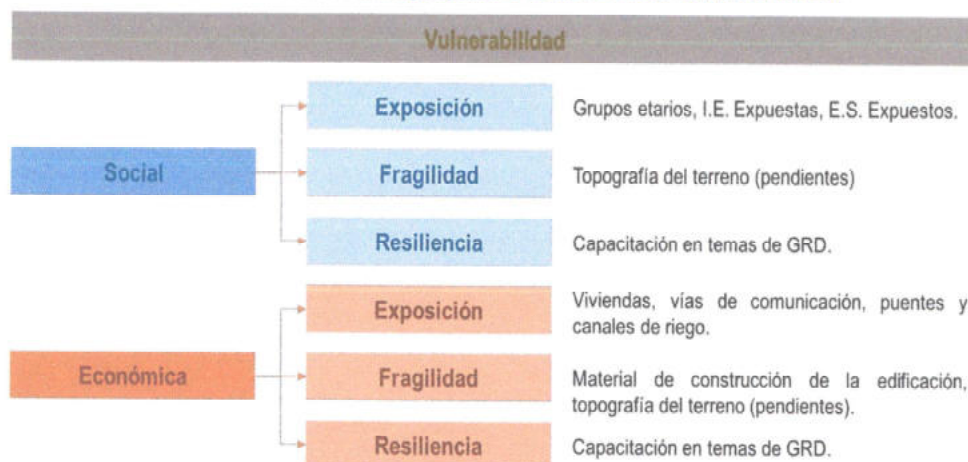 Vulnerabilidad
Social
Exposición
Grupos etarios, I.E. Expuestas, E.S. Expuestos.
Fragilidad
Topografía del terreno (pendientes)
Resiliencia
Capacitación en temas de GRD.
Económica
Exposición
Viviendas, vías de comunicación, puentes y
canales de riego.
Fragilidad
Material de construcción de la edificación,
topografía del terreno (pendientes).
Resiliencia
Capacitación en temas de GRD.